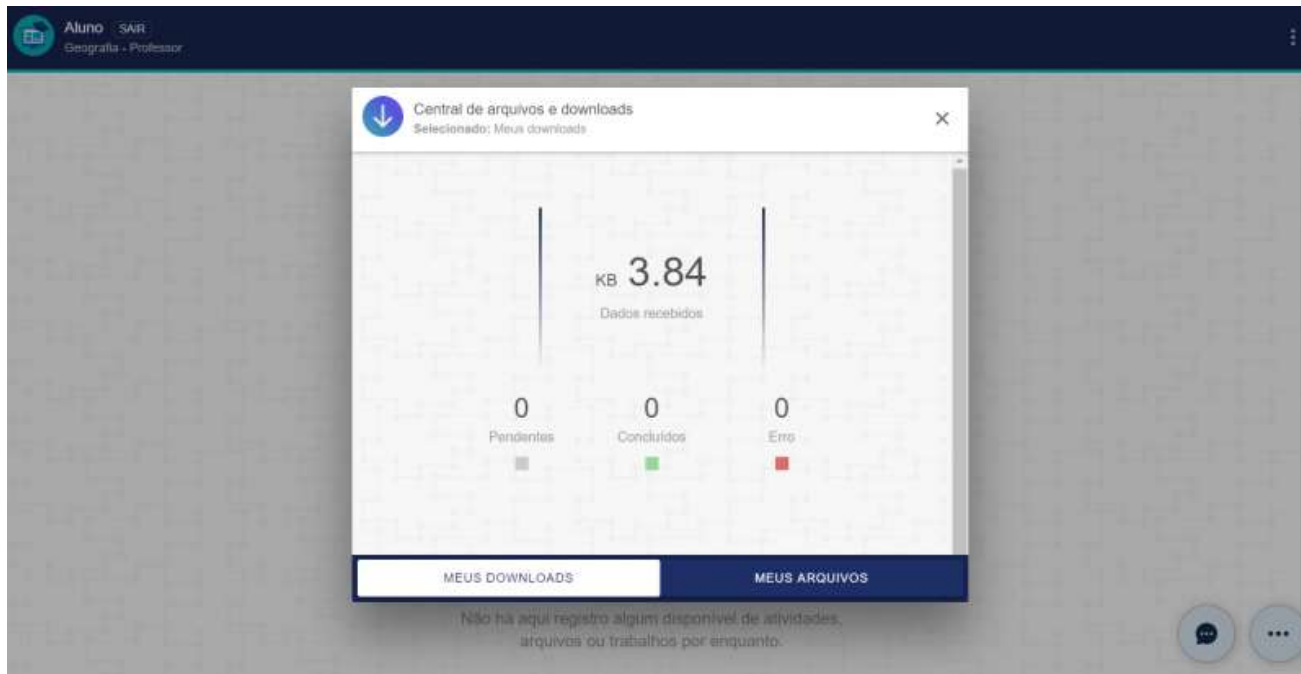 Aluno SAIR
Geografia - Professor
Central de arquivos e downloads
Selecionado: Meus downloads
KB 3.84
Dados recebidos
0 0 0
Pendentes Concluídos Erro
MEUS DOWNLOADS MEUS ARQUIVOS
Não há aqui registro algum disponível de atividades,
arquivos ou trabalhos por enquanto.